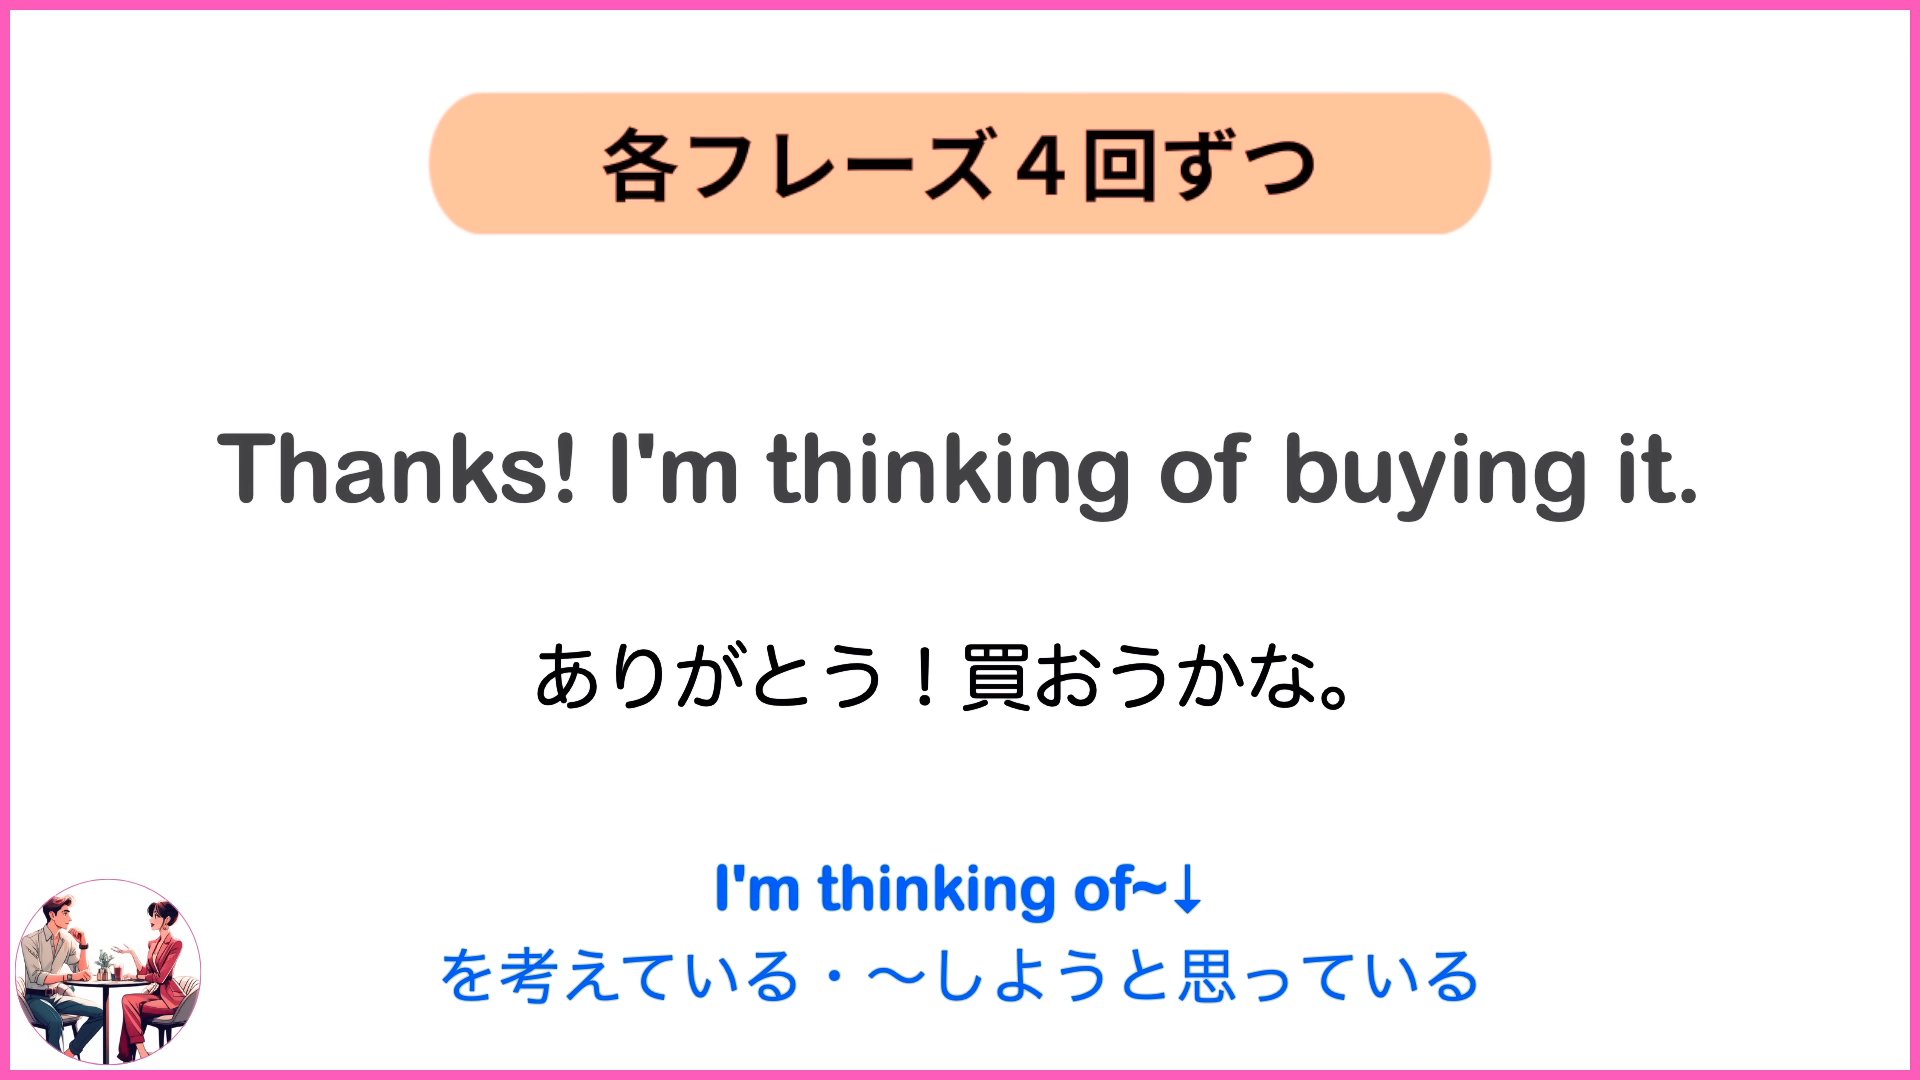 各フレーズ４回ずつ
Thanks! I'm thinking of buying it.
ありがとう！買おうかな。
I'm thinking of~↓
を考えている・〜しようと思っている